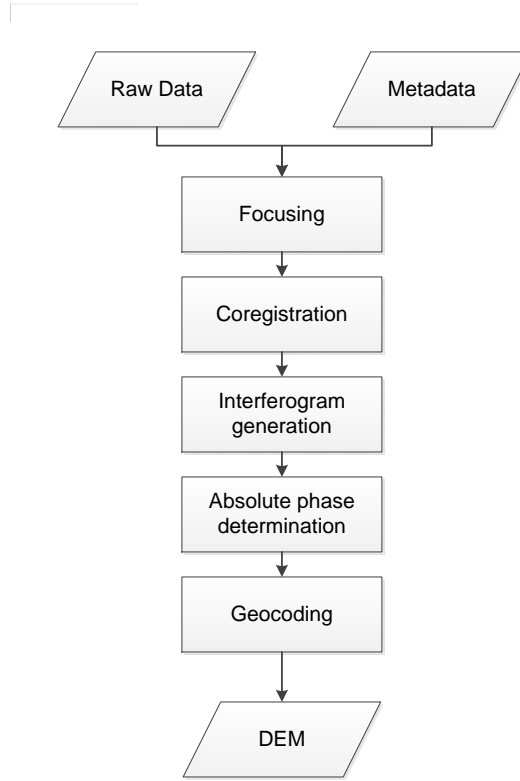 Raw Data
Metadata
Focusing
Coregistration
Interferogram
generation
Absolute phase
determination
Geocoding
DEM